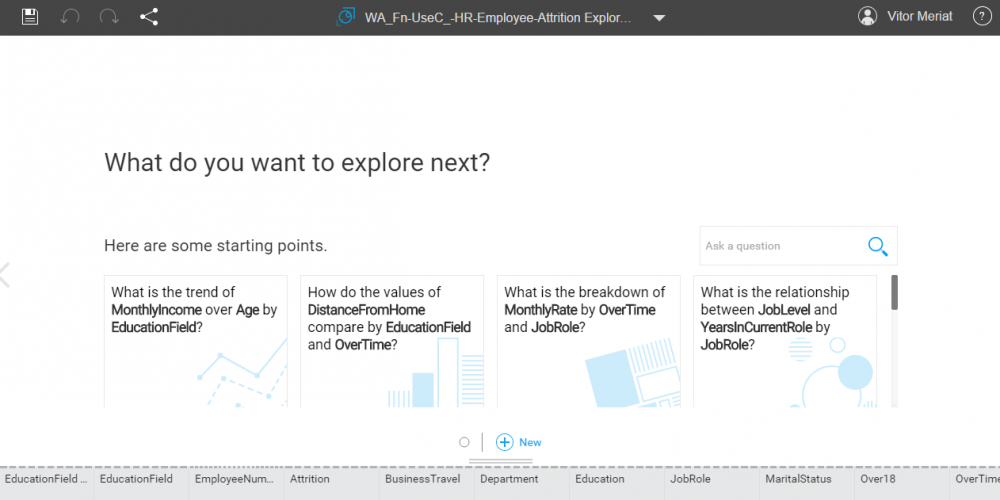 WA_Fn-UseC_-HR-Employee-Attrition Explor...
Vitor Meriat
?
What do you want to explore next?
Here are some starting points.
Ask a question
What is the trend of
MonthlyIncome over Age by
EducationField?
How do the values of
DistanceFromHome
compare by EducationField
and OverTime?
What is the breakdown of
MonthlyRate by OverTime
and JobRole?
What is the relationship
between JobLevel and
YearsInCurrentRole by
JobRole?
New
EducationField ... EducationField EmployeeNum... Attrition BusinessTravel Department Education JobRole MaritalStatus Over18 OverTime